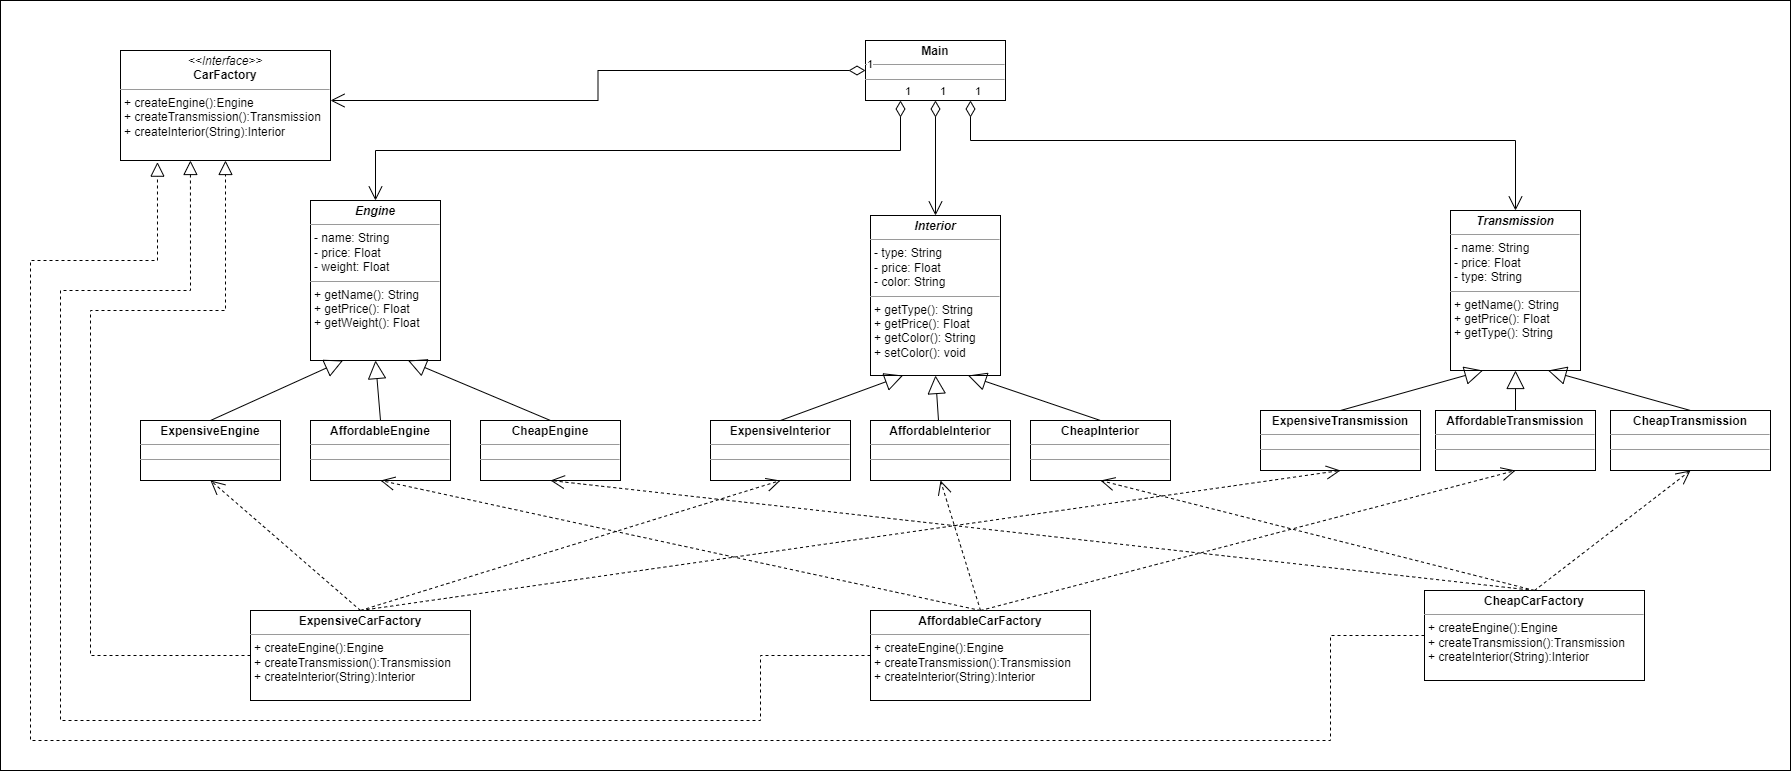 <<Interface>>
CarFactory
+ createEngine():Engine
+ createTransmission():Transmission
+ createInterior(String):Interior
Main
1
1
1
1
Engine
- name: String
- price: Float
- weight: Float
+ getName(): String
+ getPrice(): Float
+ getWeight(): Float
Interior
- type: String
- price: Float
- color: String
+ getType(): String
+ getPrice(): Float
+ getColor(): String
+ setColor(): void
Transmission
- name: String
- price: Float
- type: String
+ getName(): String
+ getPrice(): Float
+ getType(): String
ExpensiveEngine
AffordableEngine
CheapEngine
ExpensiveInterior
AffordableInterior
CheapInterior
ExpensiveTransmission
AffordableTransmission
CheapTransmission
ExpensiveCarFactory
+ createEngine():Engine
+ createTransmission():Transmission
+ createInterior(String):Interior
AffordableCarFactory
+ createEngine():Engine
+ createTransmission():Transmission
+ createInterior(String):Interior
CheapCarFactory
+ createEngine():Engine
+ createTransmission():Transmission
+ createInterior(String):Interior